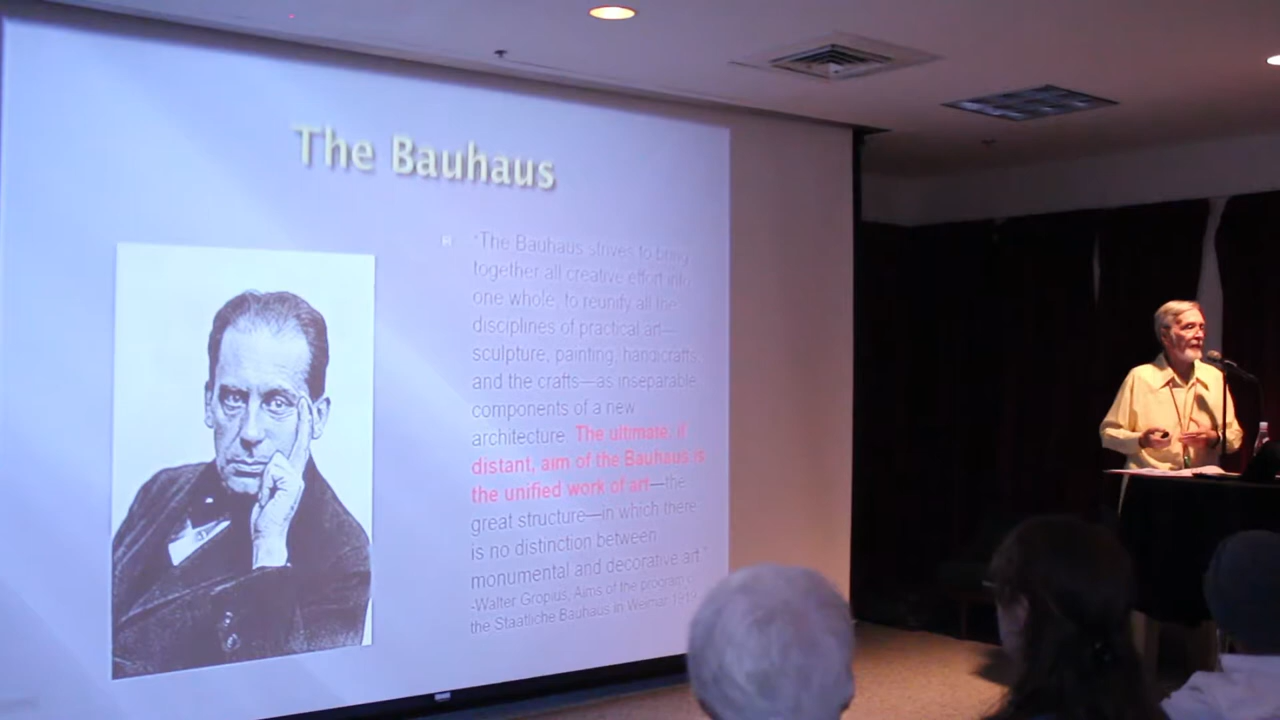 The Bauhaus
"The Bauhaus strives to bring
together all creative effort into
one whole, to reunify all the
disciplines of practical art—
sculpture, painting, handicrafts,
and the crafts—as inseparable
components of a new
architecture. The ultimate, if
distant, aim of the Bauhaus is
the unified work of art—the
great structure—in which there
is no distinction between
monumental and decorative art."
-Walter Gropius, Aims of the program,
the Staatliche Bauhaus in Weimar 1919